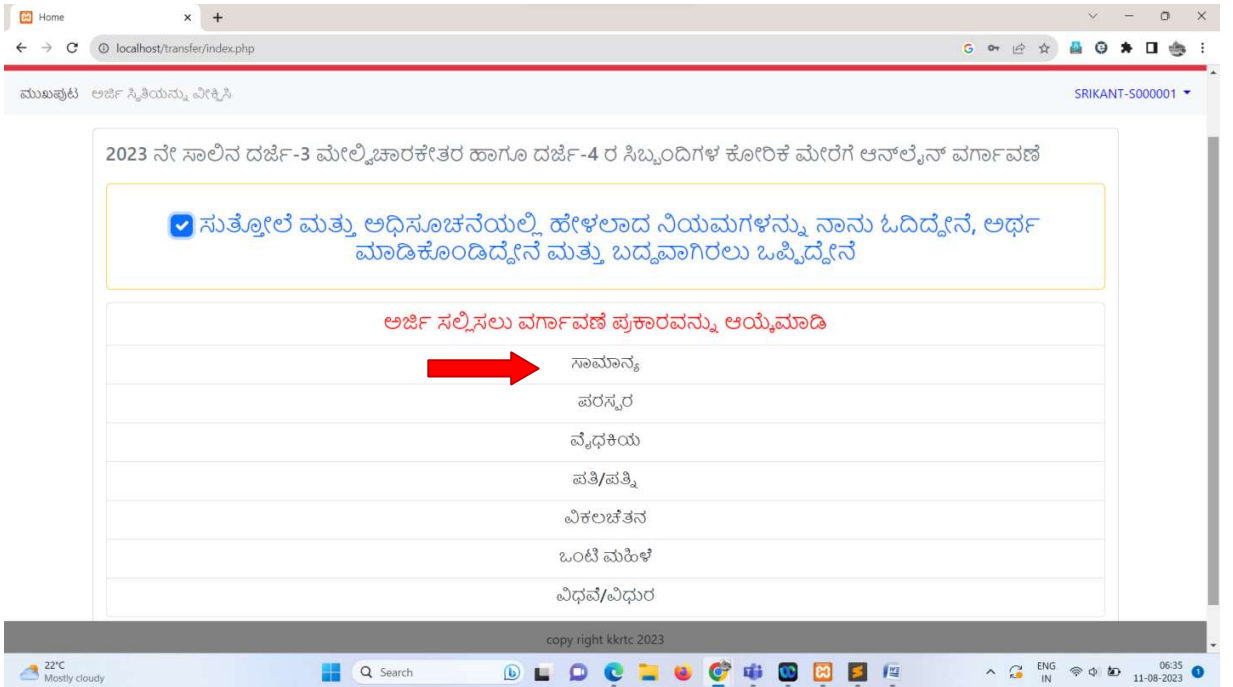 Home
localhost/transfer/index.php
ಮುಖಪುಟ ಅರ್ಜಿ ಸ್ಥಿತಿಯನ್ನು ವೀಕ್ಷಿಸಿ
SRIKANT-S000001
2023 ನೇ ಸಾಲಿನ ದರ್ಜೆ-3 ಮೇಲ್ವಿಚಾರಕೇತರ ಹಾಗೂ ದರ್ಜೆ-4 ರ ಸಿಬ್ಬಂದಿಗಳ ಕೋರಿಕೆ ಮೇರೆಗೆ ಆನ್‌ಲೈನ್ ವರ್ಗಾವಣೆ
ಸುತ್ತೋಲೆ ಮತ್ತು ಅಧಿಸೂಚನೆಯಲ್ಲಿ ಹೇಳಲಾದ ನಿಯಮಗಳನ್ನು ನಾನು ಓದಿದ್ದೇನೆ, ಅರ್ಥ
ಮಾಡಿಕೊಂಡಿದ್ದೇನೆ ಮತ್ತು ಬದ್ದವಾಗಿರಲು ಒಪ್ಪಿದ್ದೇನೆ
ಅರ್ಜಿ ಸಲ್ಲಿಸಲು ವರ್ಗಾವಣೆ ಪ್ರಕಾರವನ್ನು ಆಯ್ಕೆಮಾಡಿ
ಸಾಮಾನ್ಯ
ಪರಸ್ಪರ
ವೈಧಕಿಯ
ಪತಿ/ಪತ್ನಿ
ವಿಕಲಚೆತನ
ಒಂಟಿ ಮಹಿಳೆ
ವಿಧವೆ/ವಿಧುರ
copy right kkrtc 2023
22°C
Mostly cloudy
Search
ENG
IN
06:35
11-08-2023
1